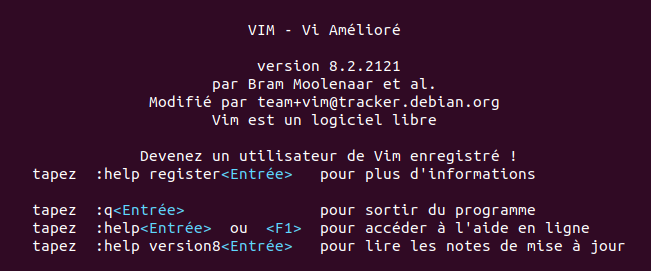 VIM - Vi Amélioré
version 8.2.2121
par Bram Moolenaar et al.
Modifié par team+vim@tracker.debian.org
Vim est un logiciel libre
Devenez un utilisateur de Vim enregistré !
tapez :help register<Entrée> pour plus d'informations
tapez :q<Entrée> pour sortir du programme
tapez :help<Entrée> ou <F1> pour accéder à l'aide en ligne
tapez :help version8<Entrée> pour lire les notes de mise à jour